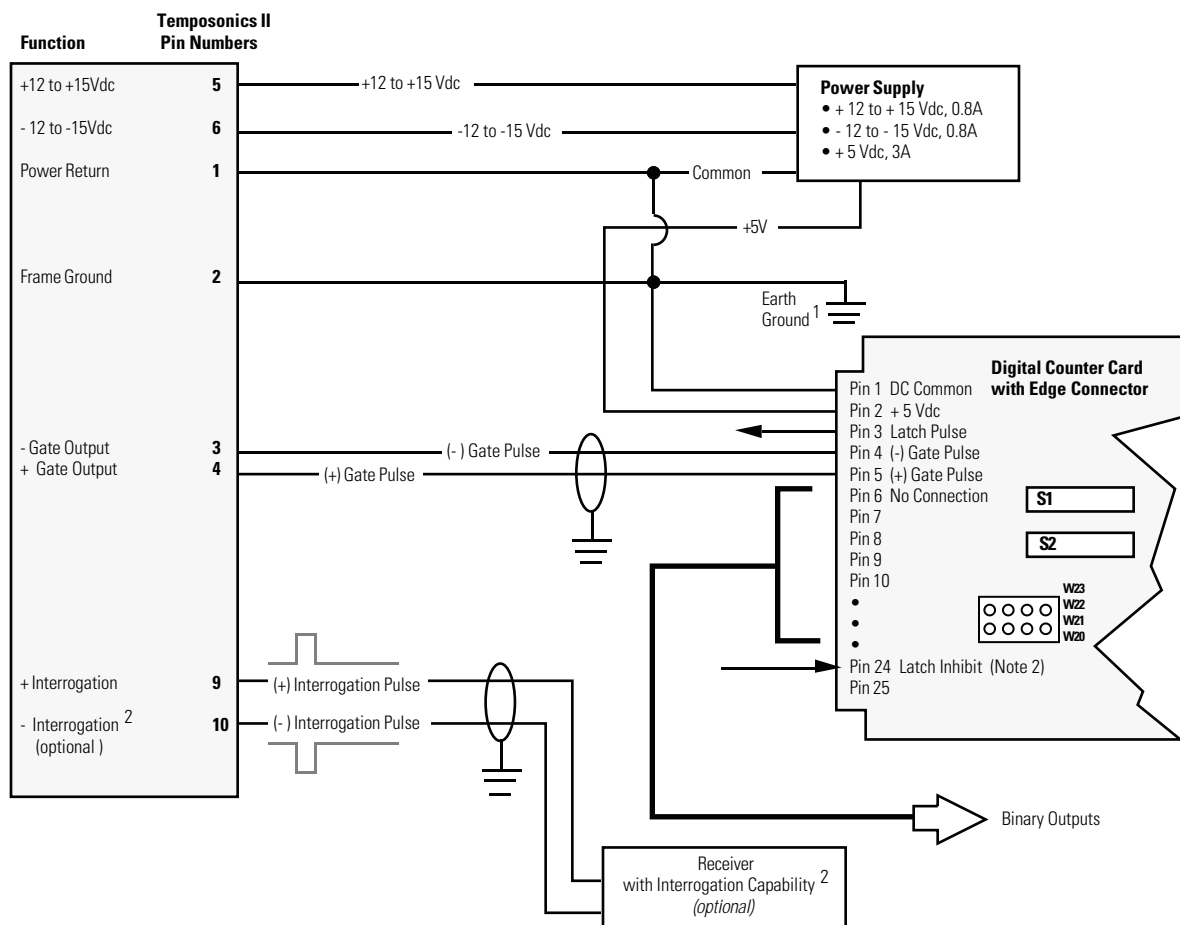 Temposonics II
Function Pin Numbers
+12 to +15Vdc 5 +12 to +15 Vdc
- 12 to -15Vdc 6 -12 to -15 Vdc
Power Return 1 Common
Power Supply
• + 12 to + 15 Vdc, 0.8A
• - 12 to - 15 Vdc, 0.8A
• + 5 Vdc, 3A
+5V
Frame Ground 2
Earth
Ground 1
Digital Counter Card
with Edge Connector
Pin 1 DC Common
Pin 2 + 5 Vdc
Pin 3 Latch Pulse
Pin 4 (-) Gate Pulse
Pin 5 (+) Gate Pulse
Pin 6 No Connection
Pin 7
Pin 8
Pin 9
Pin 10
•
•
•
Pin 24 Latch Inhibit (Note 2)
Pin 25
S1
S2
W23
W22
W21
W20
- Gate Output 3 (- ) Gate Pulse
+ Gate Output 4 (+) Gate Pulse
+ Interrogation 9 (+) Interrogation Pulse
- Interrogation 2 10 (- ) Interrogation Pulse
(optional )
Binary Outputs
Receiver
with Interrogation Capability 2
(optional)